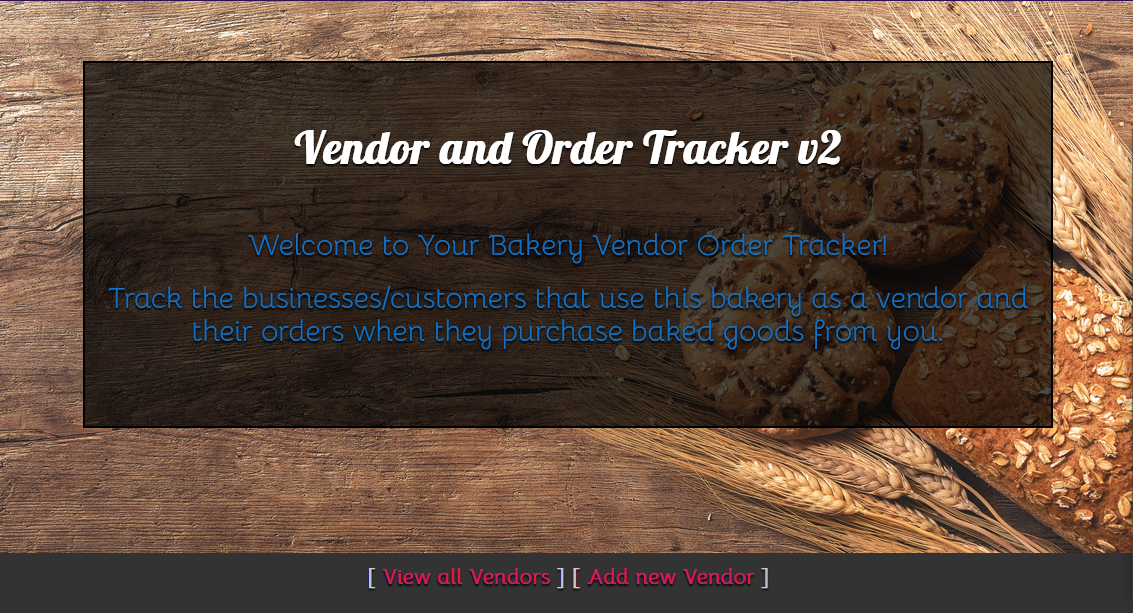 Vendor and Order Tracker v2
Welcome to Your Bakery Vendor Order Tracker!
Track the businesses/customers that use this bakery as a vendor and
their orders when they purchase baked goods from you.
[ View all Vendors ] [ Add new Vendor ]